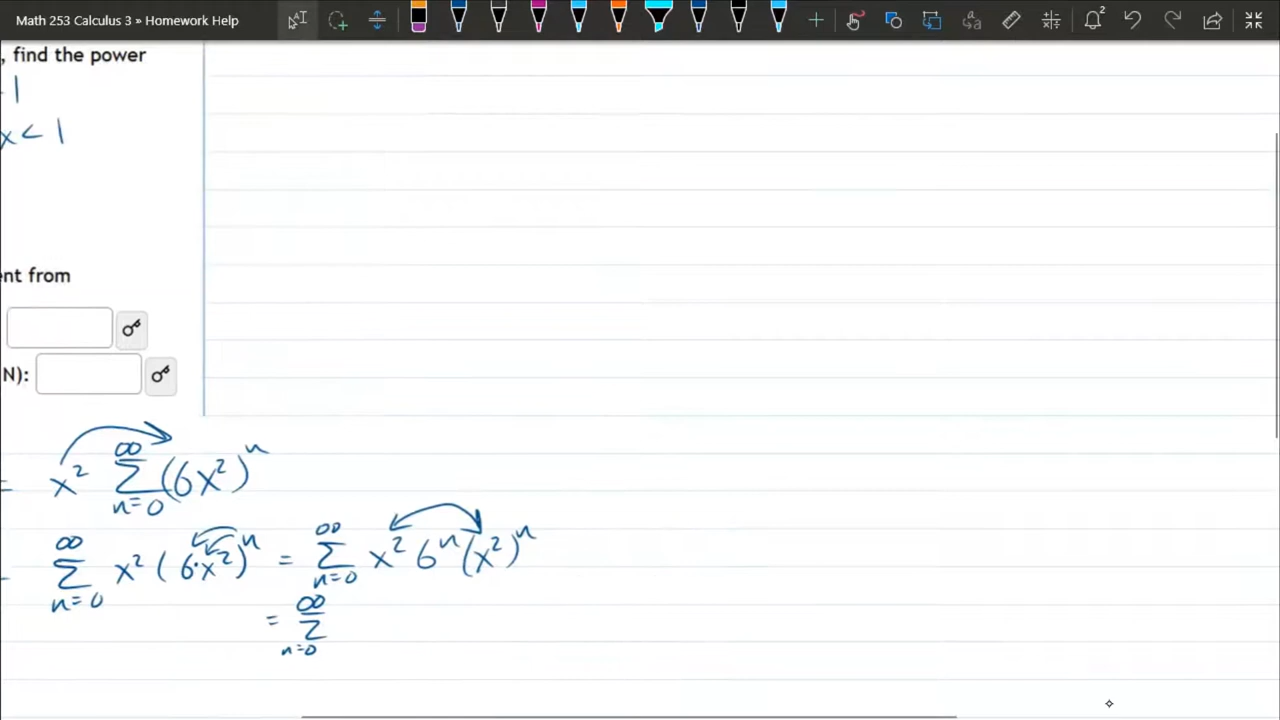 Math 253 Calculus 3 » Homework Help
2
, find the power
-1
x < 1
ent from
N):
= x² ∑_{n=0}^{∞} (6x²)ⁿ
= ∑_{n=0}^{∞} x² (6·x²)ⁿ = ∑_{n=0}^{∞} x² 6ⁿ (x²)ⁿ
= ∑_{n=0}^{∞}